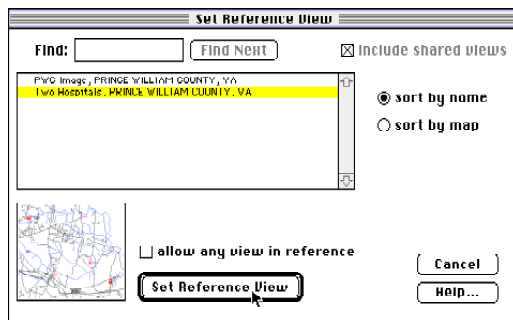 Set Reference View
Find:
Find Next
Include shared views
PWC Image, PRINCE WILLIAM COUNTY, VA
Two Hospitals, PRINCE WILLIAM COUNTY, VA
sort by name
sort by map
allow any view in reference
Set Reference View
Cancel
Help...